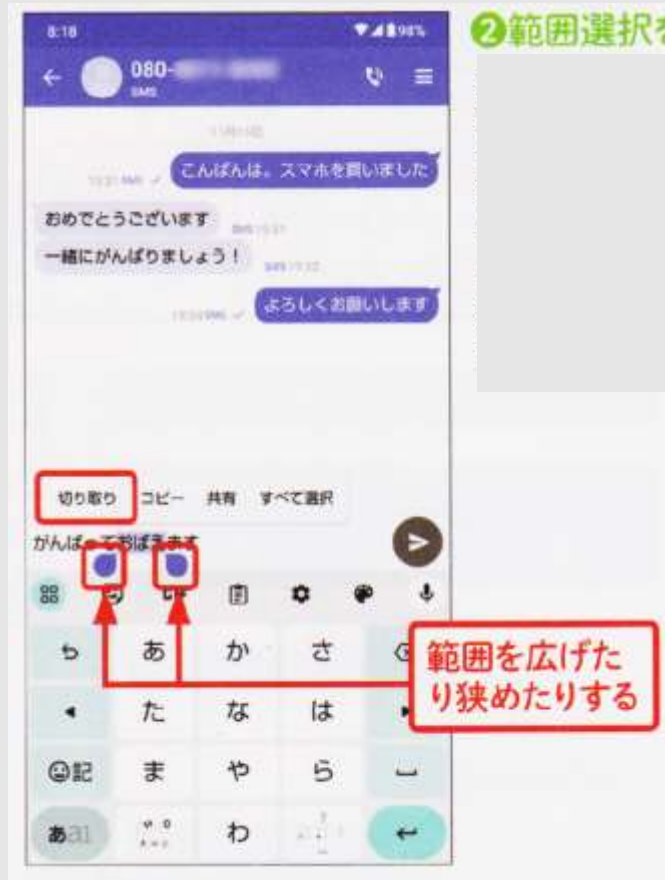 8:18
98%
❷範囲選択を
080-
SMS
こんばんは。スマホを買いました
おめでとうございます
一緒にがんばりましょう！
よろしくお願いします
切り取り コピー 共有 すべて選択
がんばっておぼえます
あ か さ
範囲を広げた
り狭めたりする
た な は
記 ま や ら
あa1 わ